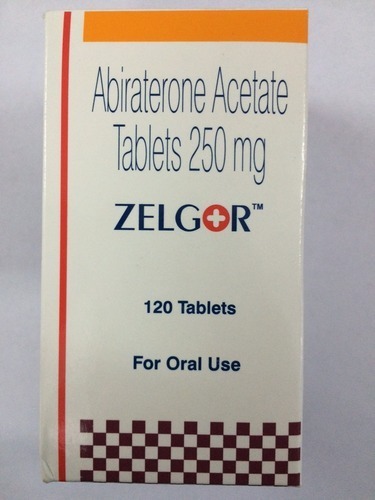 Abiraterone Acetate
Tablets 250 mg
ZELGOR™
120 Tablets
For Oral Use